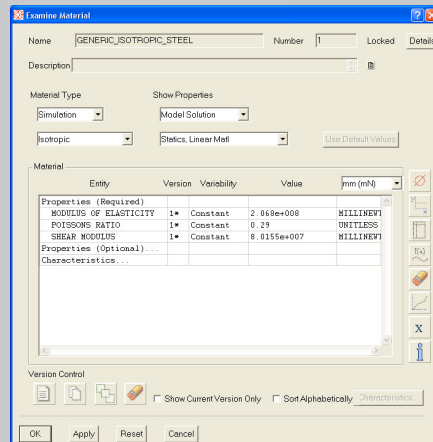 Examine Material
Name GENERIC_ISOTROPIC_STEEL Number 1 Locked Details
Description
Material Type Show Properties
Simulation Model Solution
Isotropic Statics, Linear Matl Use Default Values
Material
Entity Version Variability Value mm (mN)
Properties (Required)
MODULUS OF ELASTICITY 1* Constant 2.068e+008 MILLINEWT
POISSONS RATIO 1* Constant 0.29 UNITLESS
SHEAR MODULUS 1* Constant 8.0155e+007 MILLINEWT
Properties (Optional)...
Characteristics...
f(x)
x
i
Version Control
Show Current Version Only Sort Alphabetically Characteristics...
OK Apply Reset Cancel